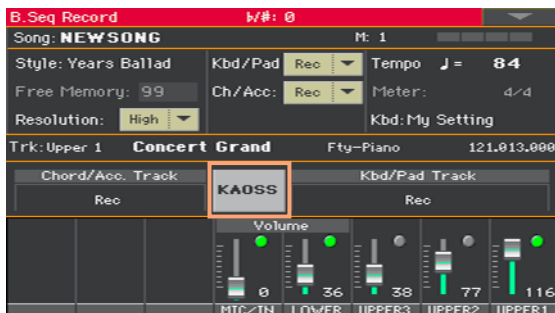 B.Seq Record ♭/#: 0
Song: NEWSONG M: 1
Style: Years Ballad Kbd/Pad Rec Tempo ♩= 84
Free Memory: 99 Ch/Acc: Rec Meter: 4/4
Resolution: High Kbd: My Setting
Trk: Upper 1 Concert Grand Fty-Piano 121.013.000
Chord/Acc. Track KAOSS Kbd/Pad Track
Rec Rec
Volume
0 36 38 77 116
MIC/IN LOWER UPPER3 UPPER2 UPPER1